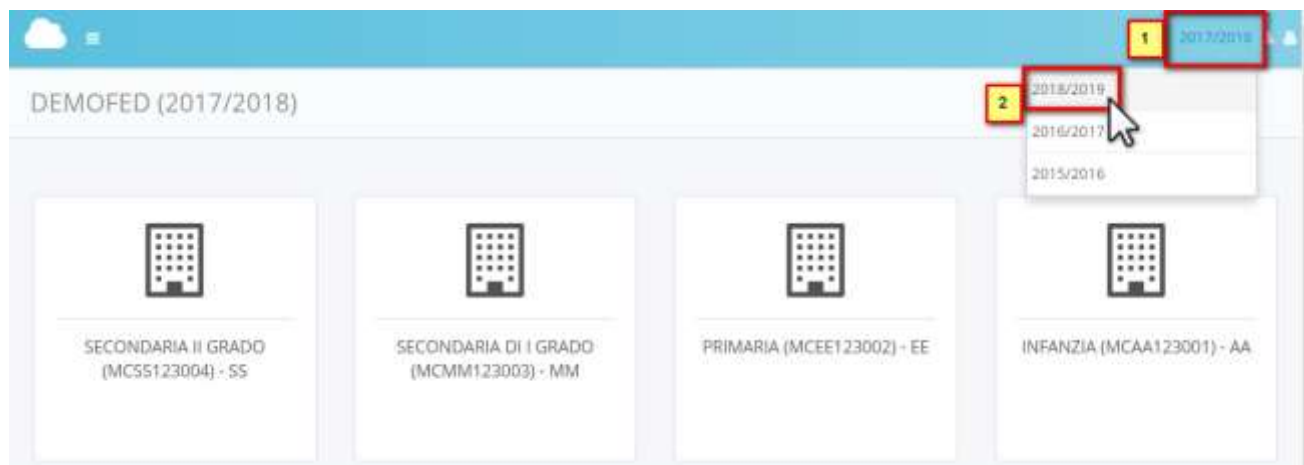 1
2017/2018
DEMOFED (2017/2018)
2
2018/2019
2016/2017
2015/2016
SECONDARIA II GRADO
(MCSS123004) - SS
SECONDARIA DI I GRADO
(MCMM123003) - MM
PRIMARIA (MCEE123002) - EE
INFANZIA (MCAA123001) - AA